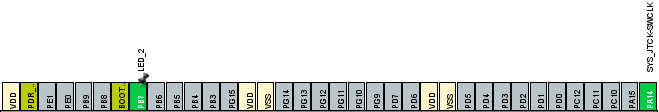 LED_2
SYS_JTCK-SWCLK
VDD
PDR_..
PE1
PE0
PB9
PB8
BOOT..
PB7
PB6
PB5
PB4
PB3
PG15
VDD
VSS
PG14
PG13
PG12
PG11
PG10
PG9
PD7
PD6
VDD
VSS
PD5
PD4
PD3
PD2
PD1
PD0
PC12
PC11
PC10
PA15
PA14